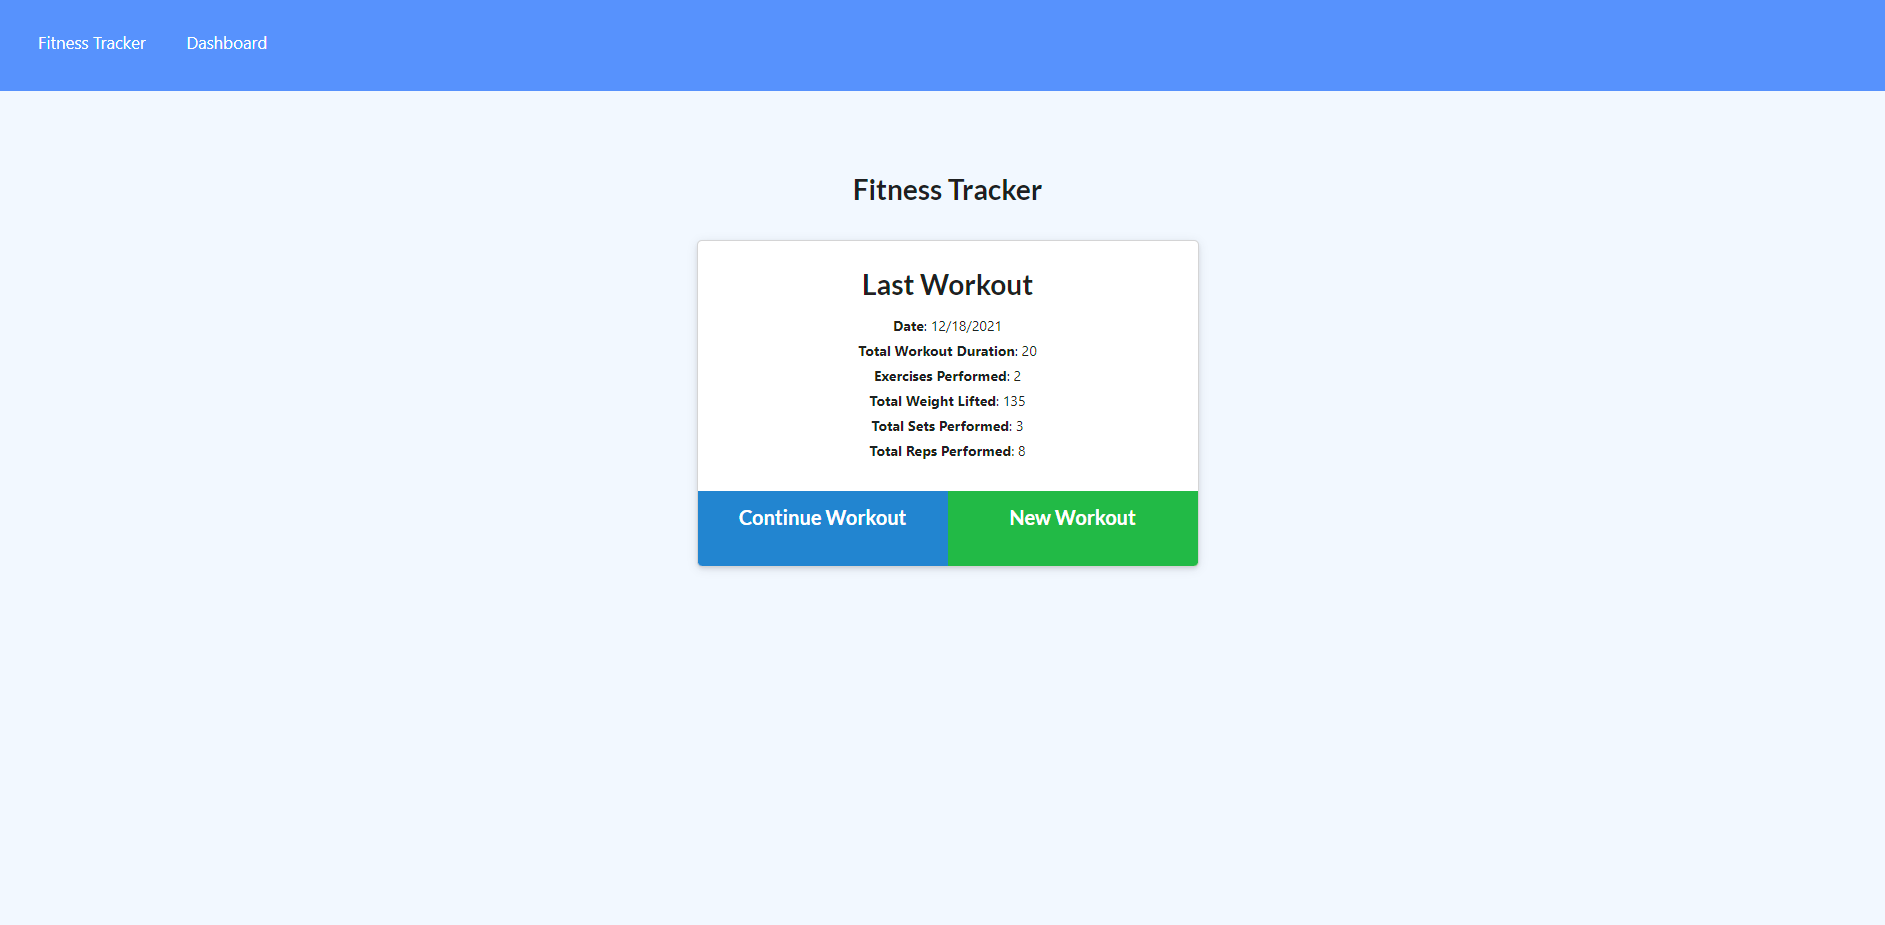 Fitness Tracker Dashboard
Fitness Tracker
Last Workout
Date: 12/18/2021
Total Workout Duration: 20
Exercises Performed: 2
Total Weight Lifted: 135
Total Sets Performed: 3
Total Reps Performed: 8
Continue Workout New Workout